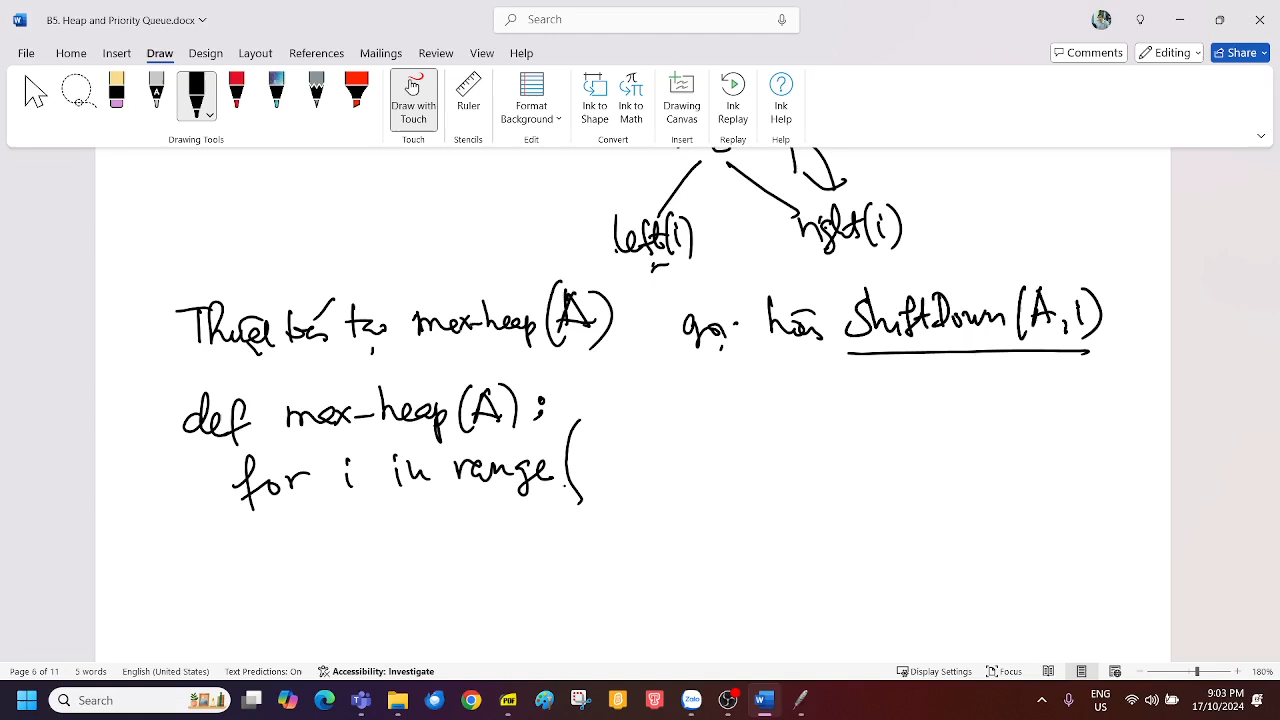 B5. Heap and Priority Queue.docx
Search
File Home Insert Draw Design Layout References Mailings Review View Help
Comments Editing Share
Draw with Touch
Ruler
Format Background
Ink to Shape
Ink to Math
Drawing Canvas
Ink Replay
Ink Help
Drawing Tools Touch Stencils Edit Convert Insert Replay Help
left(i) right(i)
Thuật toán tạo max-heap(A) gọi hàm ShiftDown(A, i)
def max-heap(A):
for i in range(
Page 6 of 11 5 words English (United States) Text Predictions: On Accessibility: Investigate Display Settings Focus 180%
Search ENG 9:03 PM
US 17/10/2024